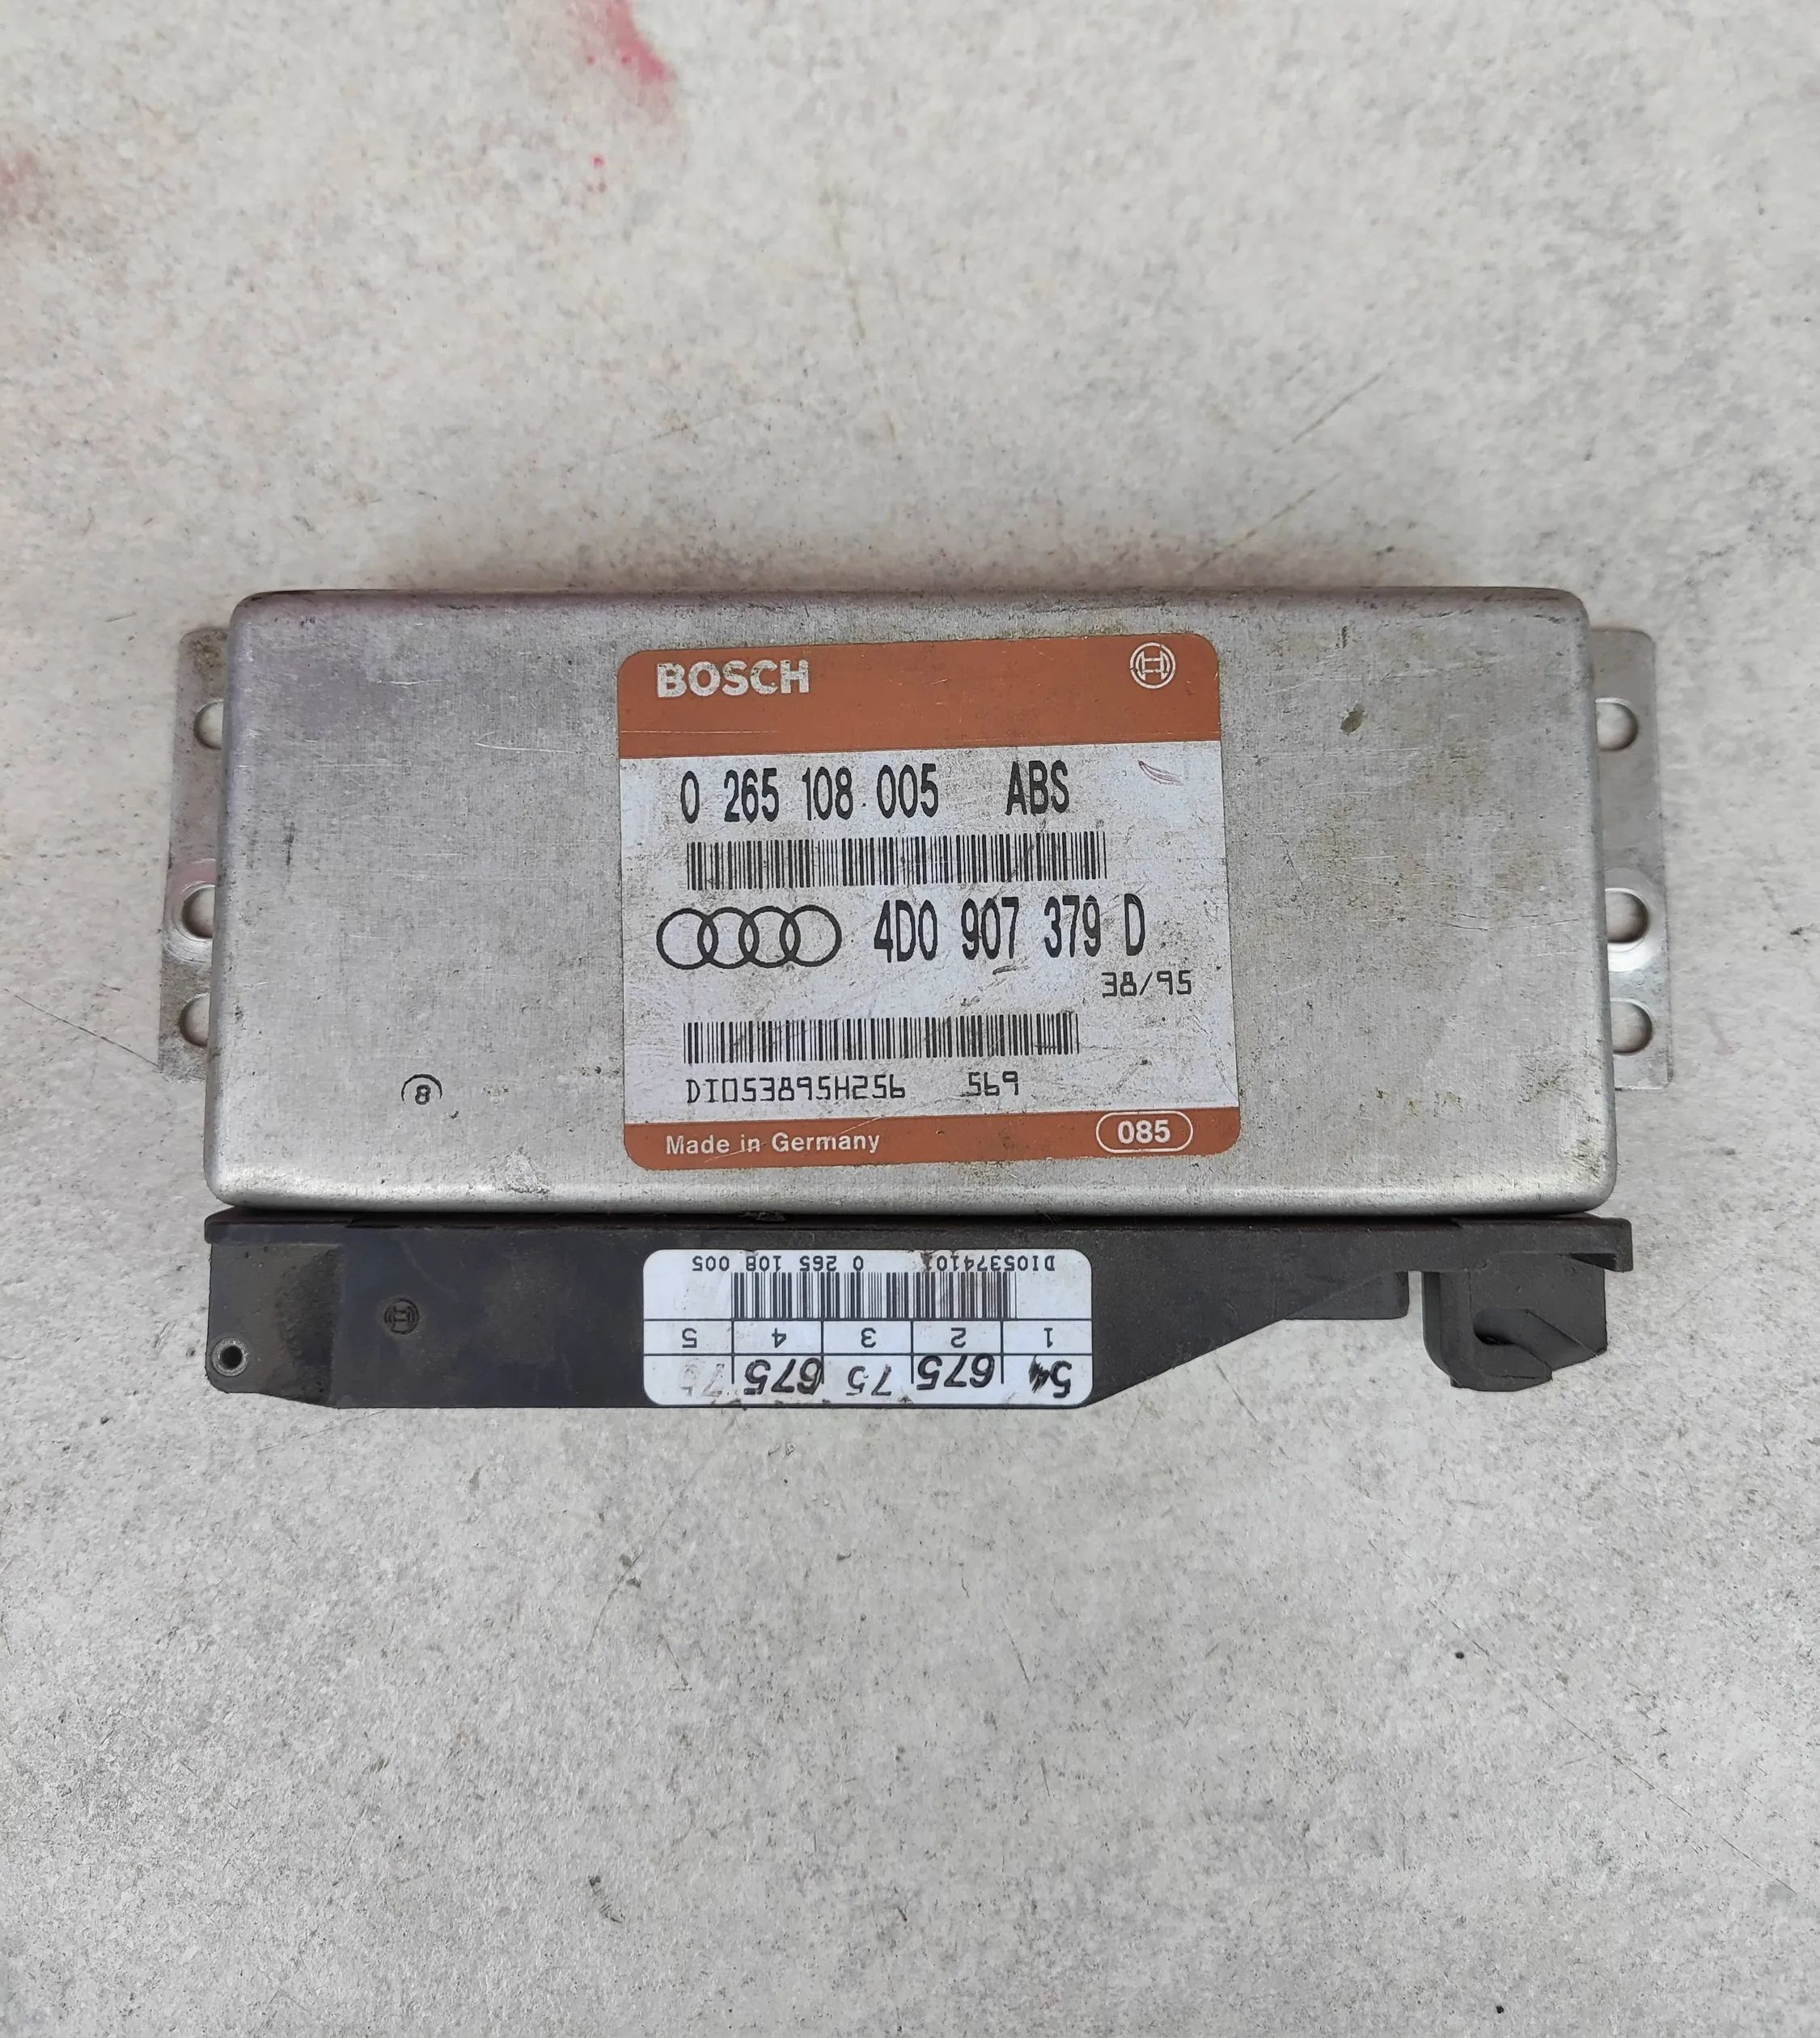 BOSCH
0 265 108 005 ABS
4D0 907 379 D
38/95
DI053895H256 569
Made in Germany 085
8
DI05374101 0 265 108 005
1 2 3 4 5
54 675 75 675 75